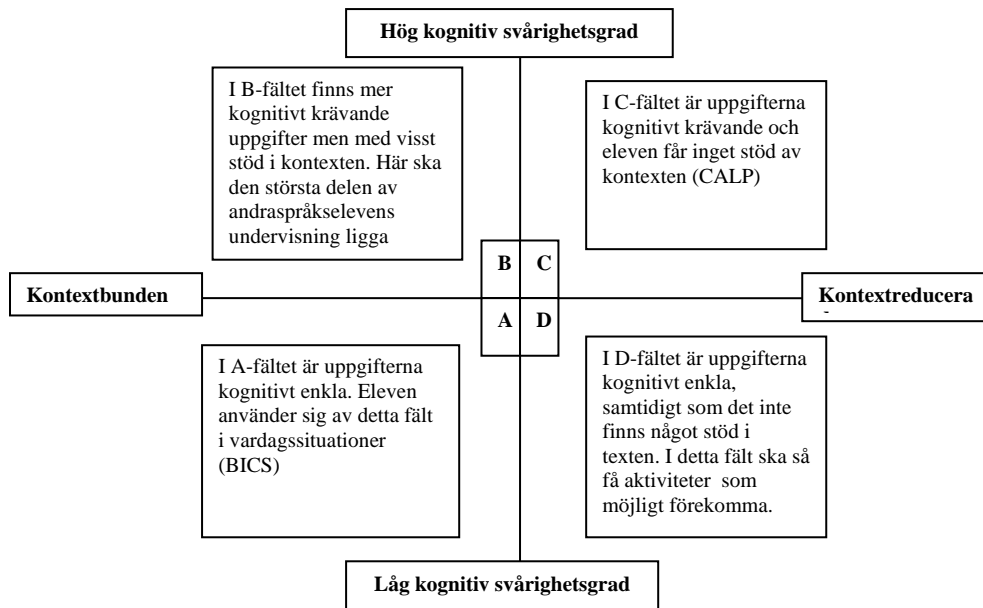 Hög kognitiv svårighetsgrad
I B-fältet finns mer
kognitivt krävande
uppgifter men med visst
stöd i kontexten. Här ska
den största delen av
andraspråkselevens
undervisning ligga
I C-fältet är uppgifterna
kognitivt krävande och
eleven får inget stöd av
kontexten (CALP)
B C
Kontextbunden
Kontextreducera
A D
I A-fältet är uppgifterna
kognitivt enkla. Eleven
använder sig av detta fält
i vardagssituationer
(BICS)
I D-fältet är uppgifterna
kognitivt enkla,
samtidigt som det inte
finns något stöd i
texten. I detta fält ska så
få aktiviteter som
möjligt förekomma.
Låg kognitiv svårighetsgrad